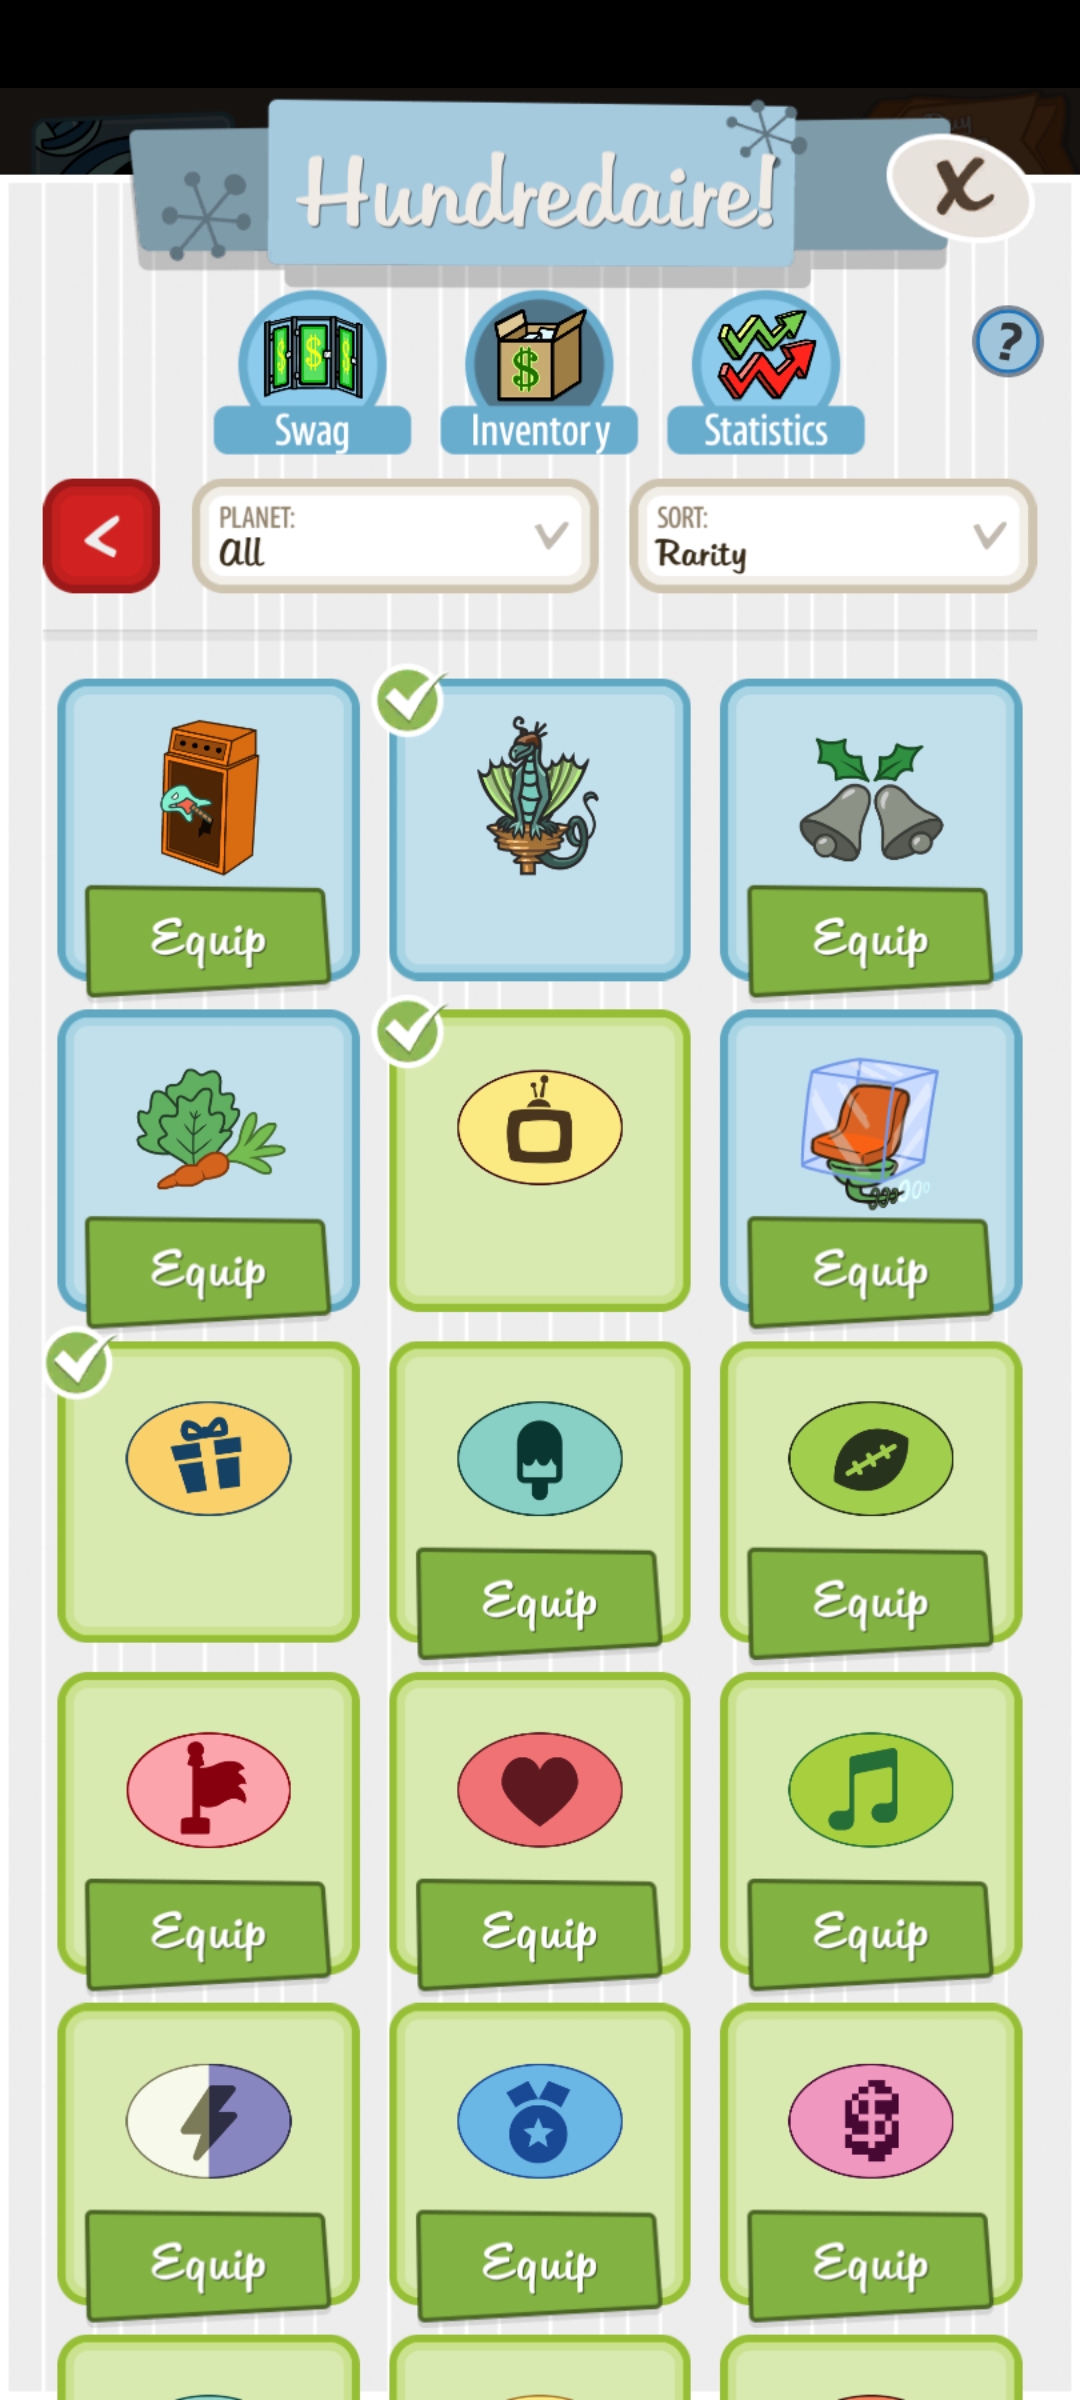 Hundredaire!
X
$ $ $
$
?
Swag
Inventory
Statistics
<
PLANET:
All
SORT:
Rarity
Equip
Equip
Equip
Equip
Equip
Equip
Equip
Equip
Equip
Equip
Equip
$
Equip